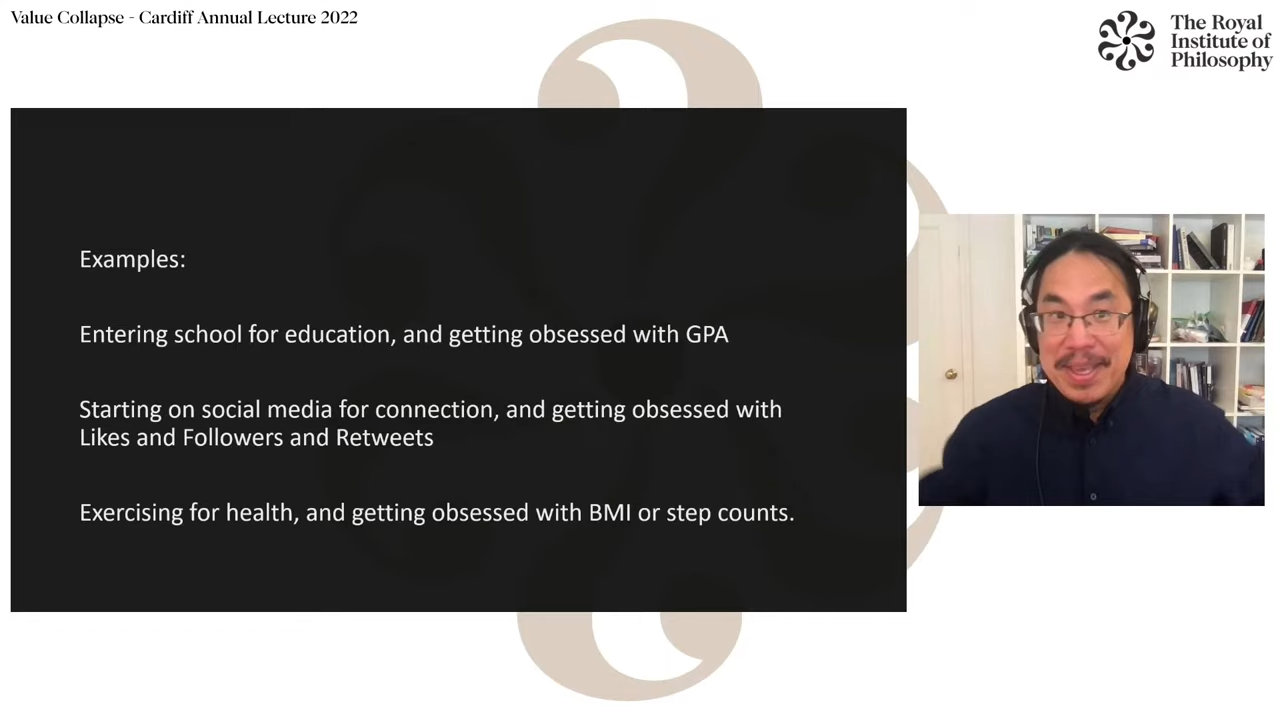 Value Collapse - Cardiff Annual Lecture 2022
The Royal
Institute of
Philosophy
Examples:
Entering school for education, and getting obsessed with GPA
Starting on social media for connection, and getting obsessed with
Likes and Followers and Retweets
Exercising for health, and getting obsessed with BMI or step counts.